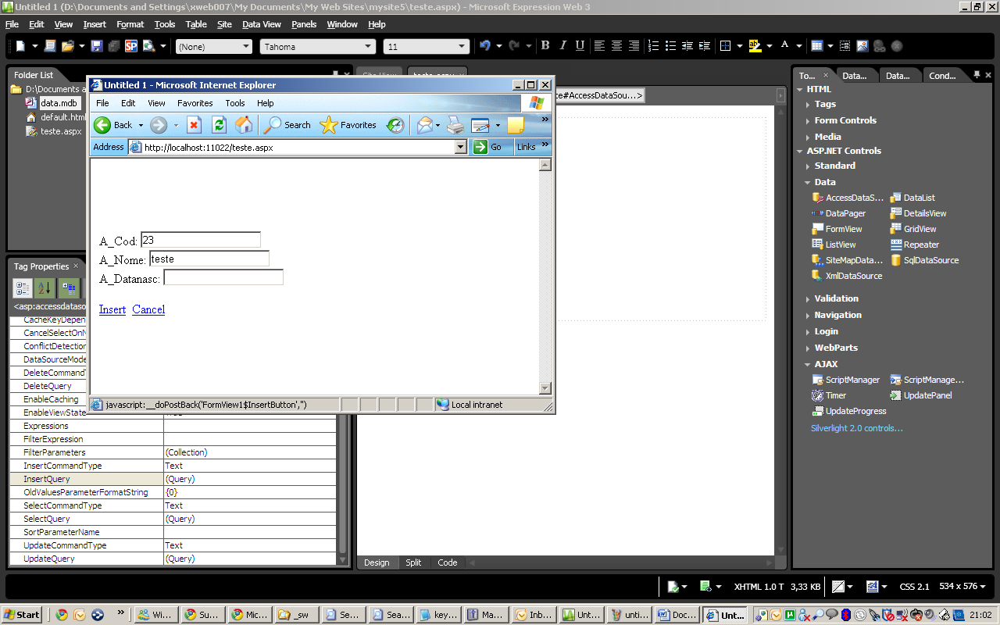 Untitled 1 (D:\Documents and Settings\xweb007\My Documents\My Web Sites\mysite5\teste.aspx) - Microsoft Expression Web 3
File Edit View Insert Format Tools Table Site Data View Panels Window Help
(None) Tahoma 11 B I U A
Folder List
D:\Documents a
data.mdb
default.html
teste.aspx
Site View teste.aspx
ce#AccessDataSou...>
Untitled 1 - Microsoft Internet Explorer
File Edit View Favorites Tools Help
Back Search Favorites
Address http://localhost:11022/teste.aspx Go Links
A_Cod: 23
A_Nome: teste
A_Datanasc:
Insert Cancel
javascript:__doPostBack('FormView1$InsertButton','') Local intranet
Tag Properties
<asp:accessdataso
CacheKeyDepen
CancelSelectOnN
ConflictDetection
DataSourceMode
DeleteCommandT
DeleteQuery
EnableCaching
EnableViewState
Expressions
FilterExpression
FilterParameters (Collection)
InsertCommandType Text
InsertQuery (Query)
OldValuesParameterFormatString {0}
SelectCommandType Text
SelectQuery (Query)
SortParameterName
UpdateCommandType Text
UpdateQuery (Query)
Design Split Code
To... Data... Data... Cond...
HTML
Tags
Form Controls
Media
ASP.NET Controls
Standard
Data
AccessDataS... DataList
DataPager DetailsView
FormView GridView
ListView Repeater
SiteMapData... SqlDataSource
XmlDataSource
Validation
Navigation
Login
WebParts
AJAX
ScriptManager ScriptManage...
Timer UpdatePanel
UpdateProgress
Silverlight 2.0 controls...
XHTML 1.0 T 3,33 KB CSS 2.1 534 x 576
Start Wi... Su... Mic... _sw Se... Sea... key... Ma... Inb... Unt... unti... Doc... Unt... 21:02